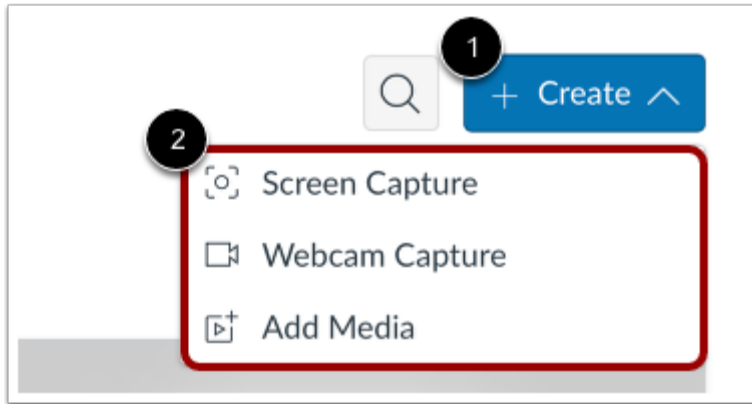 1
+ Create
2
Screen Capture
Webcam Capture
Add Media